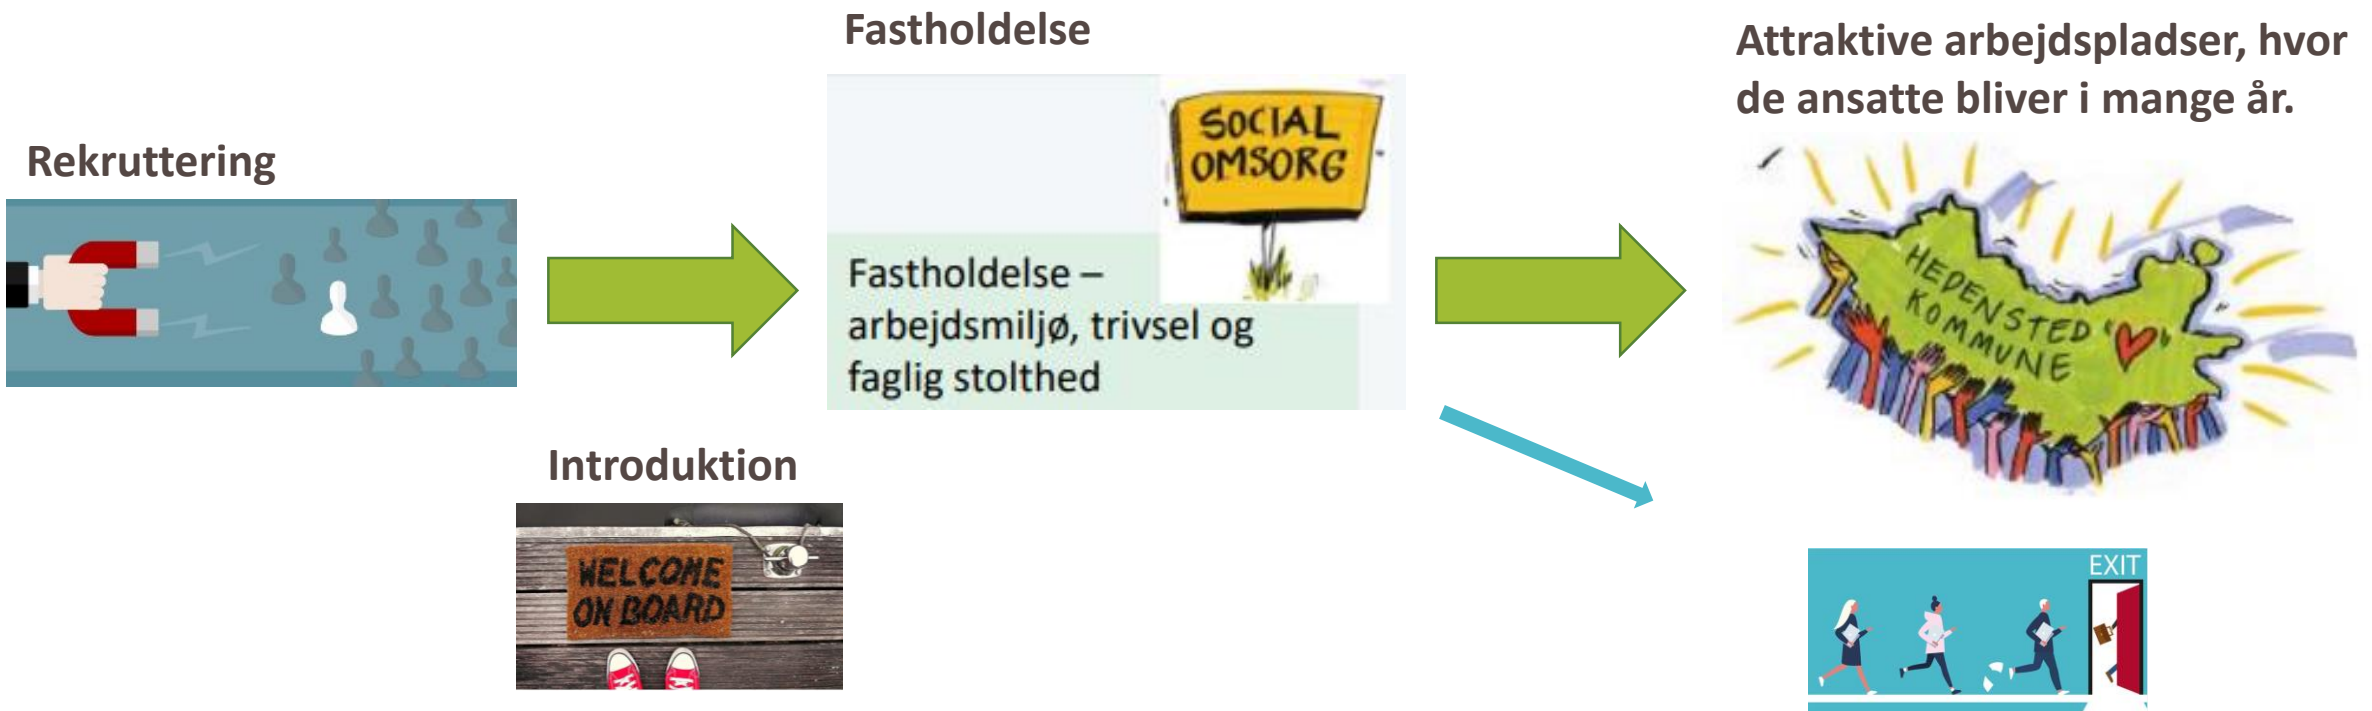 Rekruttering
Fastholdelse
SOCIAL
OMSORG
Fastholdelse –
arbejdsmiljø, trivsel og
faglig stolthed
Introduktion
WELCOME
ON BOARD
Attraktive arbejdspladser, hvor
de ansatte bliver i mange år.
HEDENSTED
KOMMUNE
EXIT